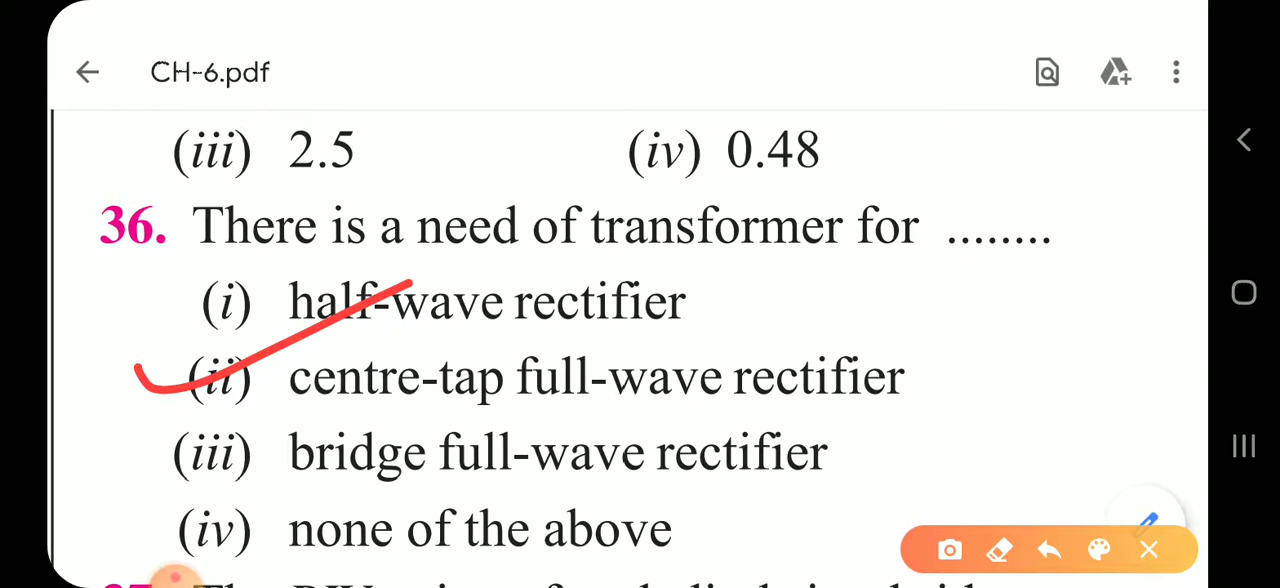 CH-6.pdf
(iii) 2.5 (iv) 0.48
36. There is a need of transformer for ........
(i) half-wave rectifier
(ii) centre-tap full-wave rectifier
(iii) bridge full-wave rectifier
(iv) none of the above